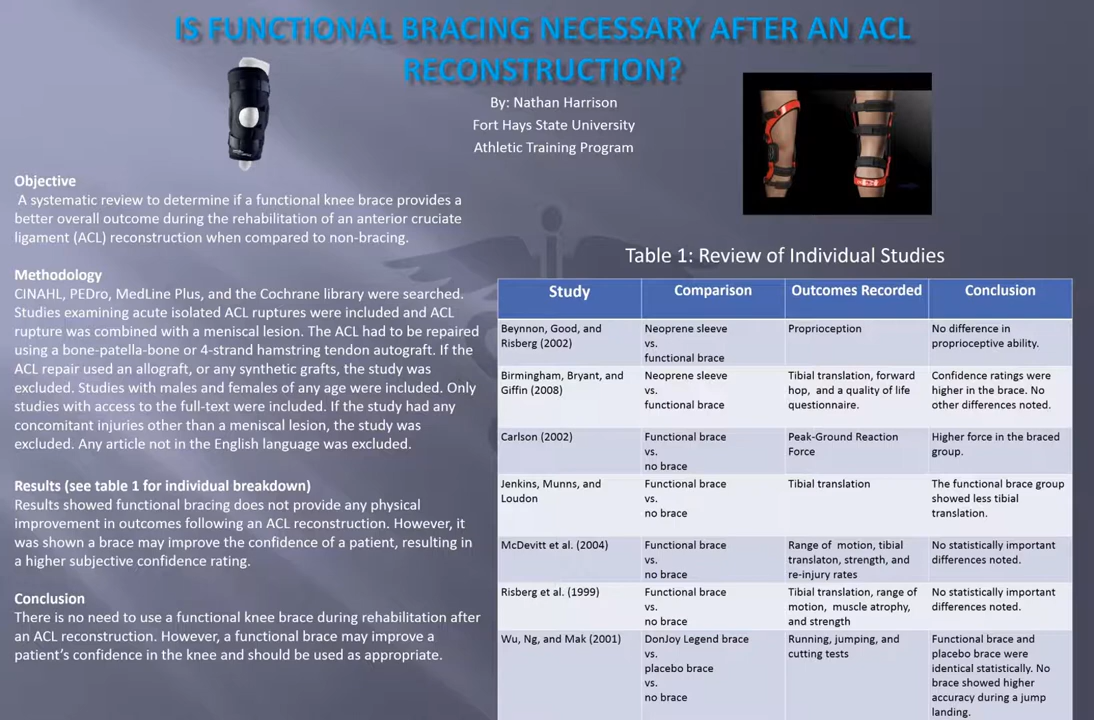 IS FUNCTIONAL BRACING NECESSARY AFTER AN ACL
RECONSTRUCTION?
By: Nathan Harrison
Fort Hays State University
Athletic Training Program
Objective
A systematic review to determine if a functional knee brace provides a
better overall outcome during the rehabilitation of an anterior cruciate
ligament (ACL) reconstruction when compared to non-bracing.
Methodology
CINAHL, PEDro, MedLine Plus, and the Cochrane library were searched.
Studies examining acute isolated ACL ruptures were included and ACL
rupture was combined with a meniscal lesion. The ACL had to be repaired
using a bone-patella-bone or 4-strand hamstring tendon autograft. If the
ACL repair used an allograft, or any synthetic grafts, the study was
excluded. Studies with males and females of any age were included. Only
studies with access to the full-text were included. If the study had any
concomitant injuries other than a meniscal lesion, the study was
excluded. Any article not in the English language was excluded.
Results (see table 1 for individual breakdown)
Results showed functional bracing does not provide any physical
improvement in outcomes following an ACL reconstruction. However, it
was shown a brace may improve the confidence of a patient, resulting in
a higher subjective confidence rating.
Conclusion
There is no need to use a functional knee brace during rehabilitation after
an ACL reconstruction. However, a functional brace may improve a
patient's confidence in the knee and should be used as appropriate.
Table 1: Review of Individual Studies
Study
Comparison
Outcomes Recorded
Conclusion
Beynnon, Good, and
Risberg (2002)
Neoprene sleeve
vs.
functional brace
Proprioception
No difference in
proprioceptive ability.
Birmingham, Bryant, and
Giffin (2008)
Neoprene sleeve
vs.
functional brace
Tibial translation, forward
hop, and a quality of life
questionnaire.
Confidence ratings were
higher in the brace. No
other differences noted.
Carlson (2002)
Functional brace
vs.
no brace
Peak-Ground Reaction
Force
Higher force in the braced
group.
Jenkins, Munns, and
Loudon
Functional brace
vs.
no brace
Tibial translation
The functional brace group
showed less tibial
translation.
McDevitt et al. (2004)
Functional brace
vs.
no brace
Range of motion, tibial
translaton, strength, and
re-injury rates
No statistically important
differences noted.
Risberg et al. (1999)
Functional brace
vs.
no brace
Tibial translation, range of
motion, muscle atrophy,
and strength
No statistically important
differences noted.
Wu, Ng, and Mak (2001)
DonJoy Legend brace
vs.
placebo brace
vs.
no brace
Running, jumping, and
cutting tests
Functional brace and
placebo brace were
identical statistically. No
brace showed higher
accuracy during a jump
landing.